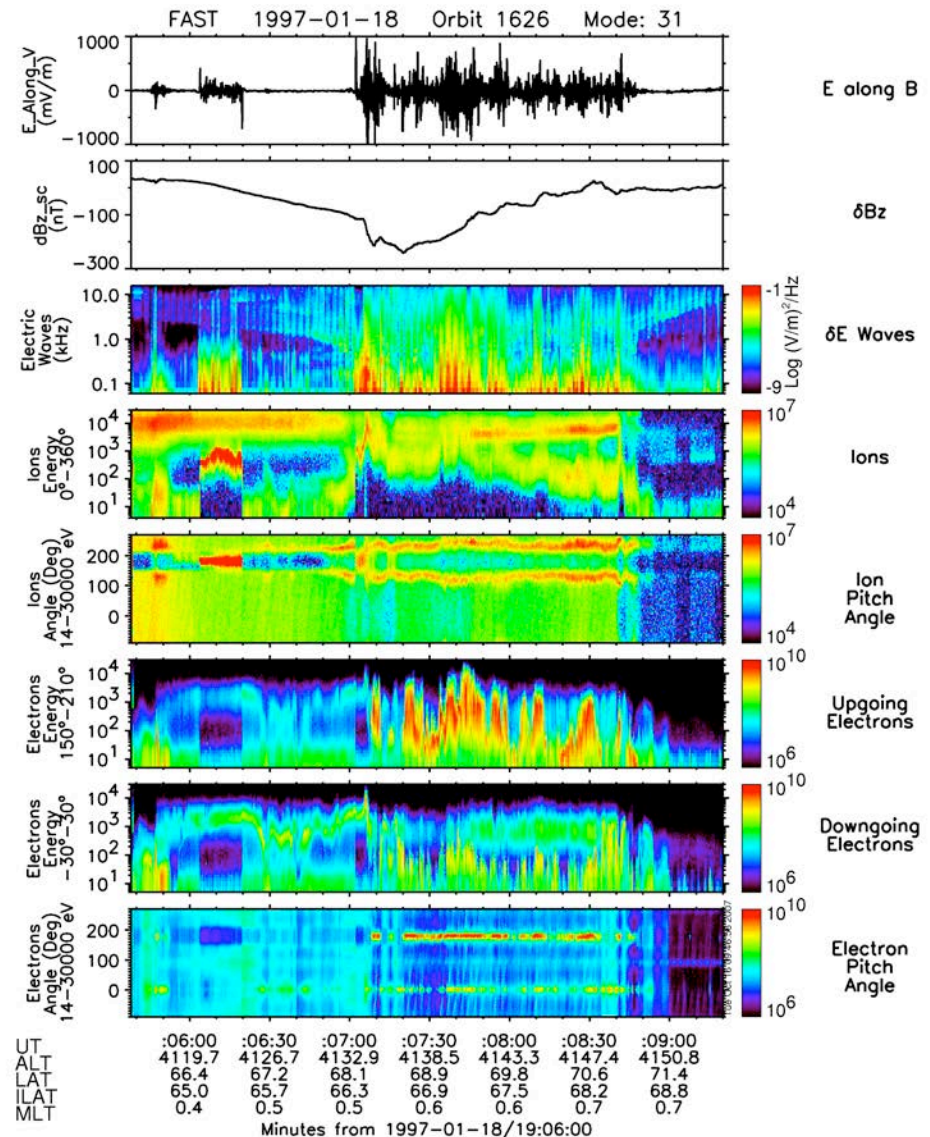 FAST 1997-01-18 Orbit 1626 Mode: 31
E_Along_V
(mV/m)
1000
0
-1000
E along B
dBz_sc
(nT)
100
-100
-300
δBz
Electric
Waves
(kHz)
10.0
1.0
0.1
-1
-9
Log (V/m)²/Hz
δE Waves
Ions
Energy
0°-360°
10⁴
10³
10²
10¹
10⁷
10⁴
Ions
Ions
Angle (Deg)
14-30000 eV
200
100
0
10⁷
10⁴
Ion
Pitch
Angle
Electrons
Energy
150°-210°
10⁴
10³
10²
10¹
10¹⁰
10⁶
Upgoing
Electrons
Electrons
Energy
-30°-30°
10⁴
10³
10²
10¹
10¹⁰
10⁶
Downgoing
Electrons
Electrons
Angle (Deg)
14-30000 eV
200
100
0
10¹⁰
10⁶
Electron
Pitch
Angle
UT :06:00 :06:30 :07:00 :07:30 :08:00 :08:30 :09:00
ALT 4119.7 4126.7 4132.9 4138.5 4143.3 4147.4 4150.8
LAT 66.4 67.2 68.1 68.9 69.8 70.6 71.4
ILAT 65.0 65.7 66.3 66.9 67.5 68.2 68.8
MLT 0.4 0.5 0.5 0.6 0.6 0.7 0.7
Minutes from 1997-01-18/19:06:00